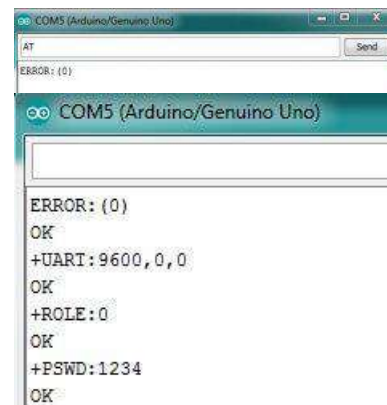 COM5 (Arduino/Genuino Uno)
AT
Send
ERROR: (0)
COM5 (Arduino/Genuino Uno)
ERROR: (0)
OK
+UART:9600,0,0
OK
+ROLE:0
OK
+PSWD:1234
OK